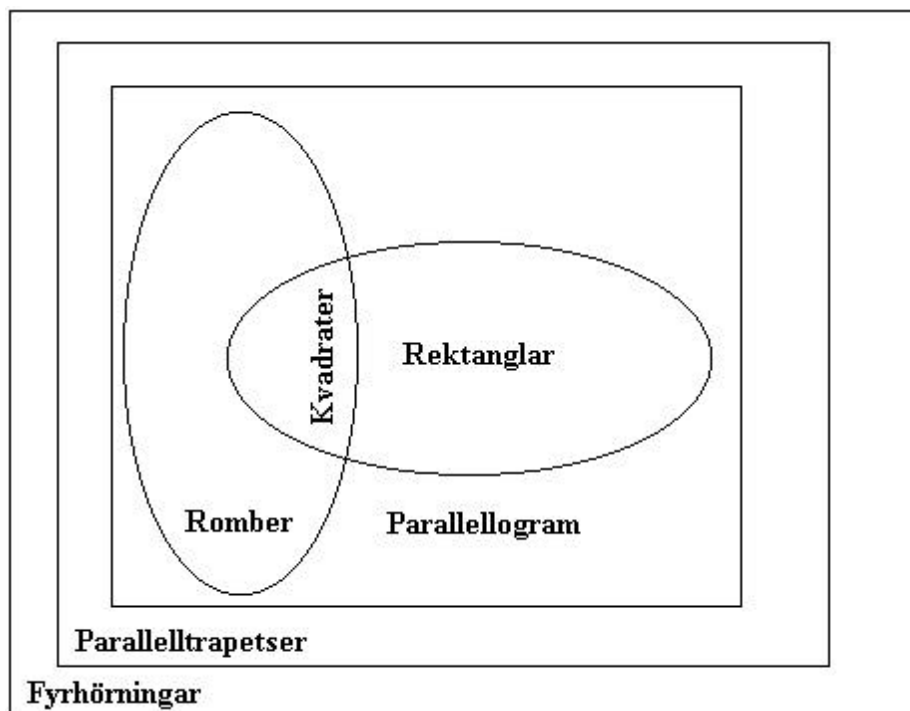 Kvadrater
Rektanglar
Romber
Parallellogram
Parallelltrapetser
Fyrhörningar